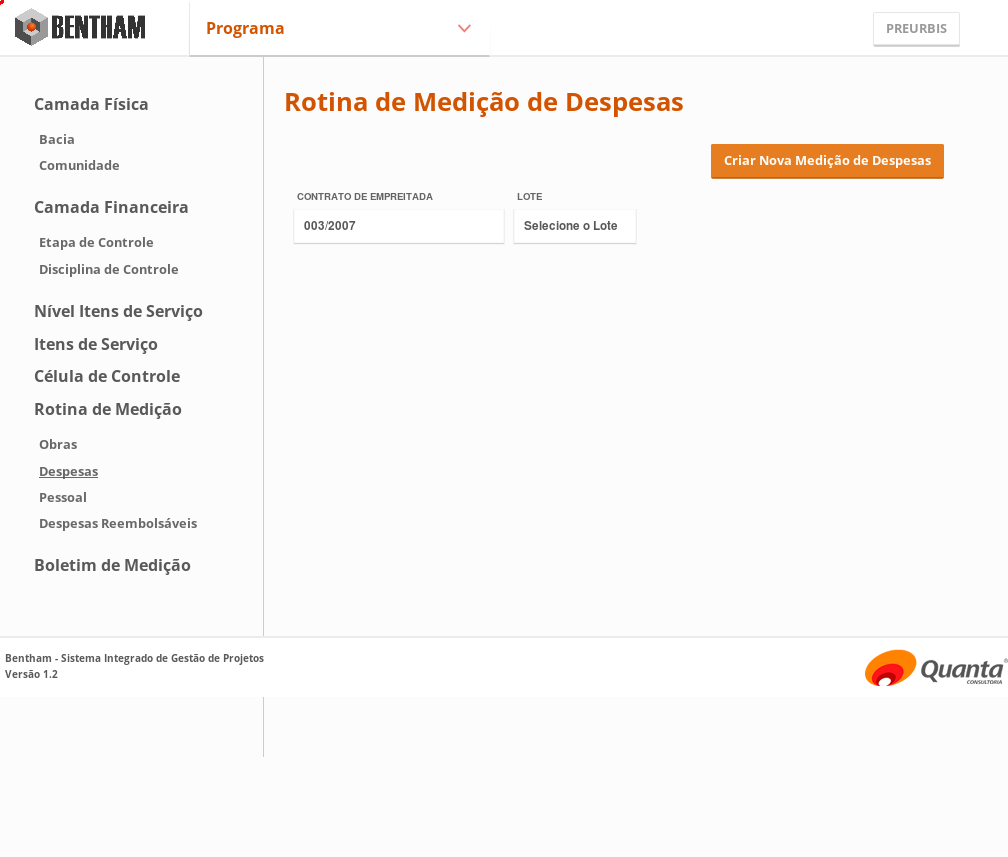 BENTHAM
Programa
PREURBIS
Camada Física
Bacia
Comunidade
Camada Financeira
Etapa de Controle
Disciplina de Controle
Nível Itens de Serviço
Itens de Serviço
Célula de Controle
Rotina de Medição
Obras
Despesas
Pessoal
Despesas Reembolsáveis
Boletim de Medição
Rotina de Medição de Despesas
Criar Nova Medição de Despesas
CONTRATO DE EMPREITADA LOTE
003/2007 Selecione o Lote
Bentham - Sistema Integrado de Gestão de Projetos
Versão 1.2
Quanta®
CONSULTORIA